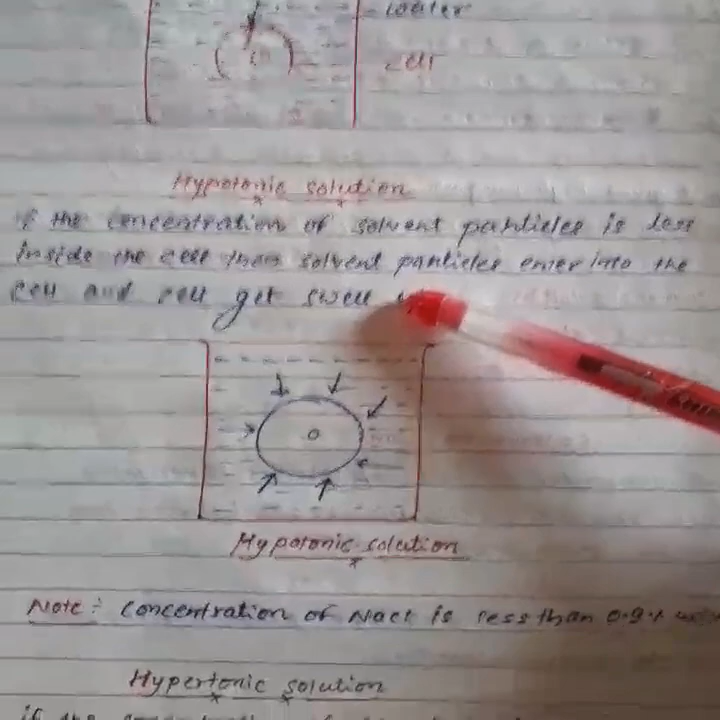 water
cell
Hypotonic solution
if the concentration of solvent particles is less
inside the cell then solvent particles enter into the
cell and cell get swell
Hypotonic solution
Note: Concentration of Nacl is less than 0.9%
Hypertonic solution
if the